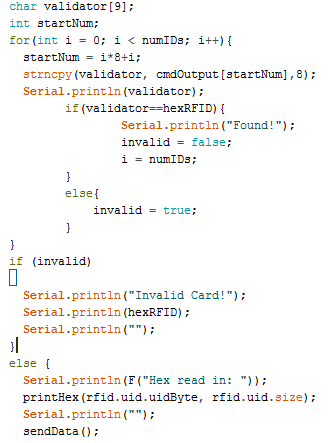 char validator[9];
int startNum;
for(int i = 0; i < numIDs; i++){
  startNum = i*8+i;
  strncpy(validator, cmdOutput[startNum],8);
  Serial.println(validator);
        if(validator==hexRFID){
                Serial.println("Found!");
                invalid = false;
                i = numIDs;
        }
        else{
            invalid = true;
        }
}
if (invalid)
{
  Serial.println("Invalid Card!");
  Serial.println(hexRFID);
  Serial.println("");
}
else {
  Serial.println(F("Hex read in: "));
  printHex(rfid.uid.uidByte, rfid.uid.size);
  Serial.println("");
  sendData();